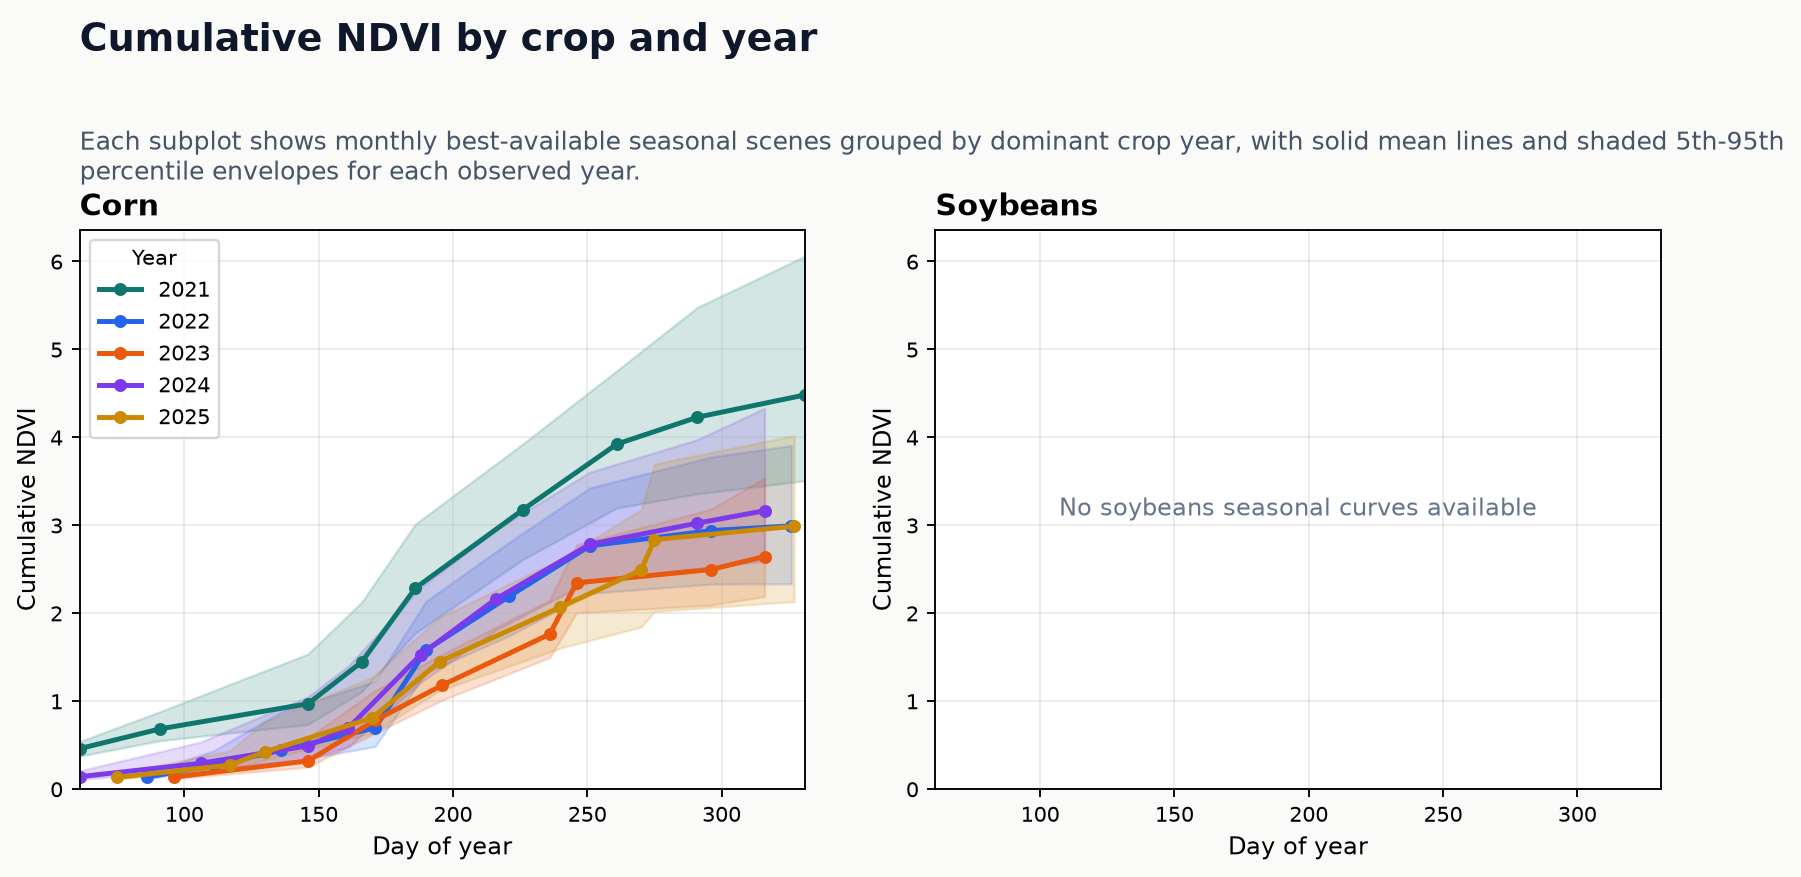 Cumulative NDVI by crop and year
Each subplot shows monthly best-available seasonal scenes grouped by dominant crop year, with solid mean lines and shaded 5th-95th
percentile envelopes for each observed year.
Corn
Cumulative NDVI
6
5
4
3
2
1
0
Year
2021
2022
2023
2024
2025
100
150
200
250
300
Day of year
Soybeans
Cumulative NDVI
6
5
4
3
2
1
0
No soybeans seasonal curves available
100
150
200
250
300
Day of year